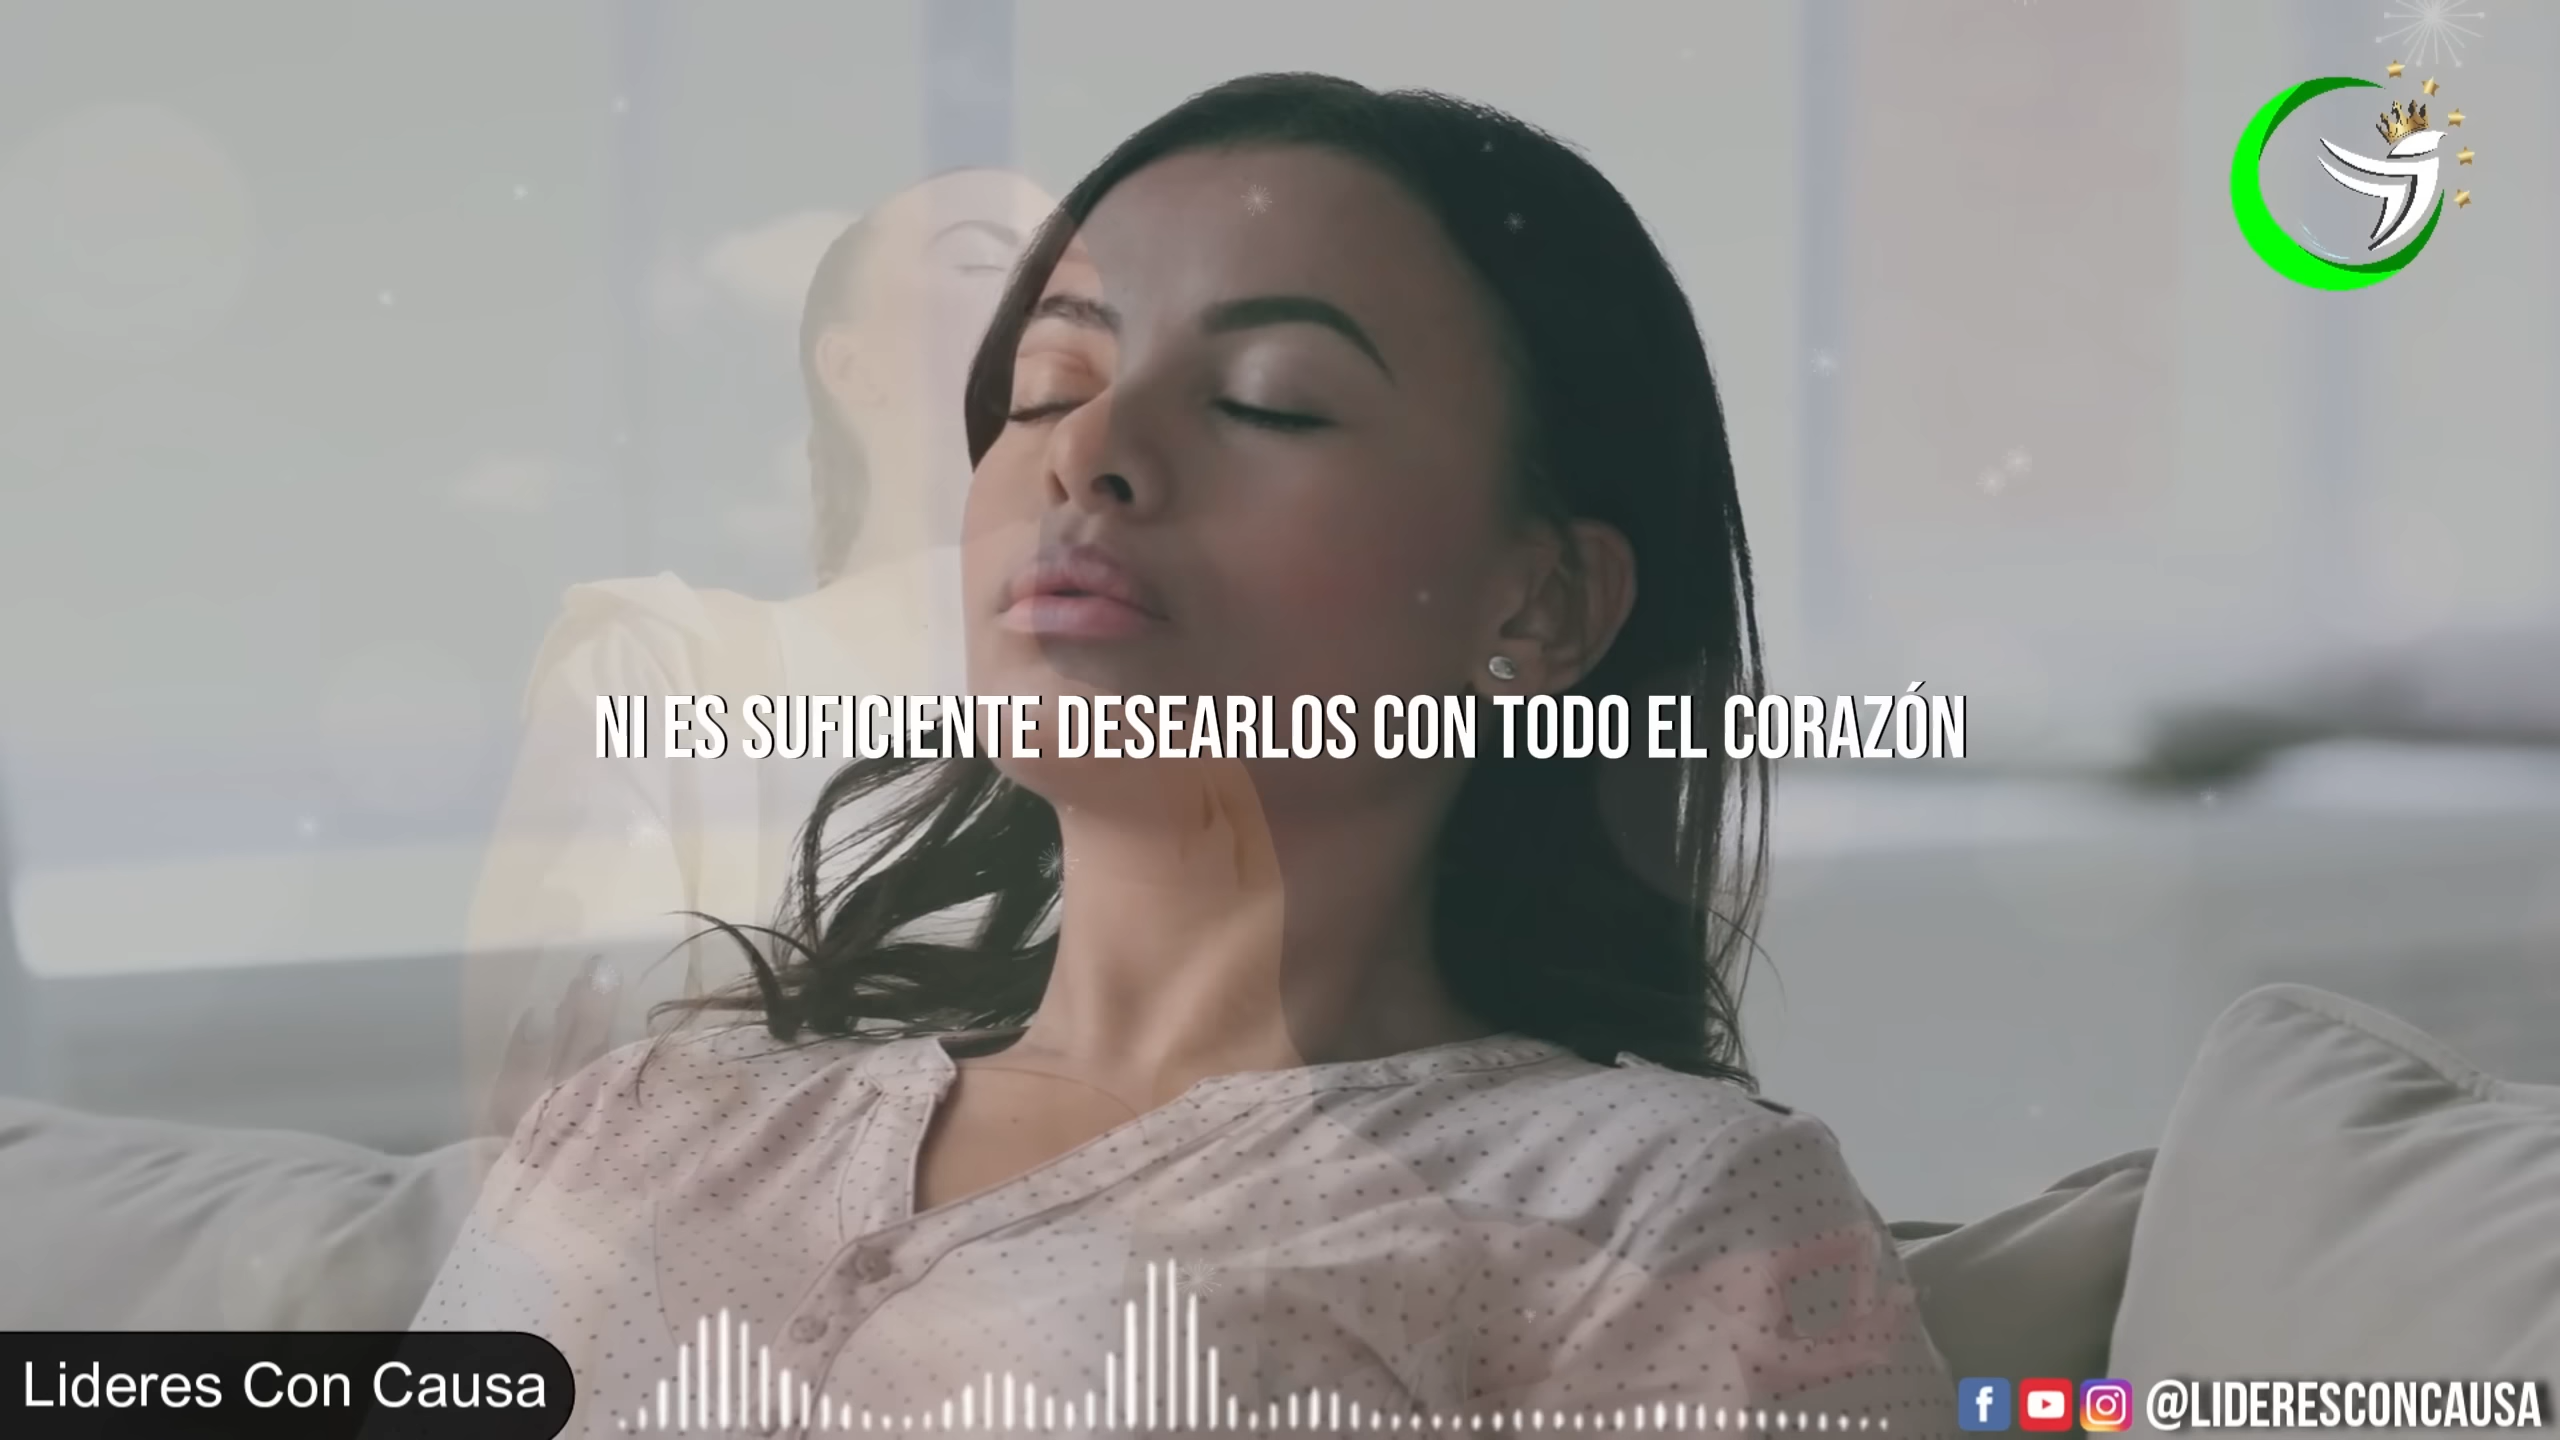 NI ES SUFICIENTE DESEARLOS CON TODO EL CORAZÓN
Lideres Con Causa
@LIDERESCONCAUSA